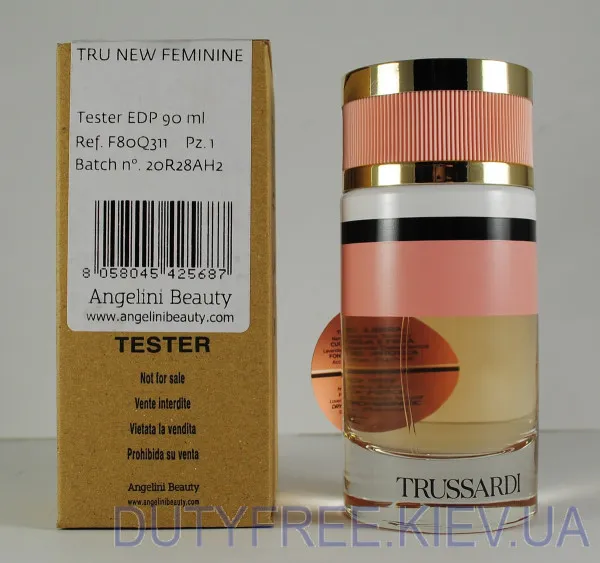 TRU NEW FEMININE
Tester EDP 90 ml
Ref. F80Q311 Pz. 1
Batch n°. 20R28AH2
8 058045 425687
Angelini Beauty
www.angelinibeauty.com
TESTER
Not for sale
Vente interdite
Vietata la vendita
Prohibida su venta
Angelini Beauty
www.angelinibeauty.com
TRUSSARDI
DUTYFREE.KIEV.UA